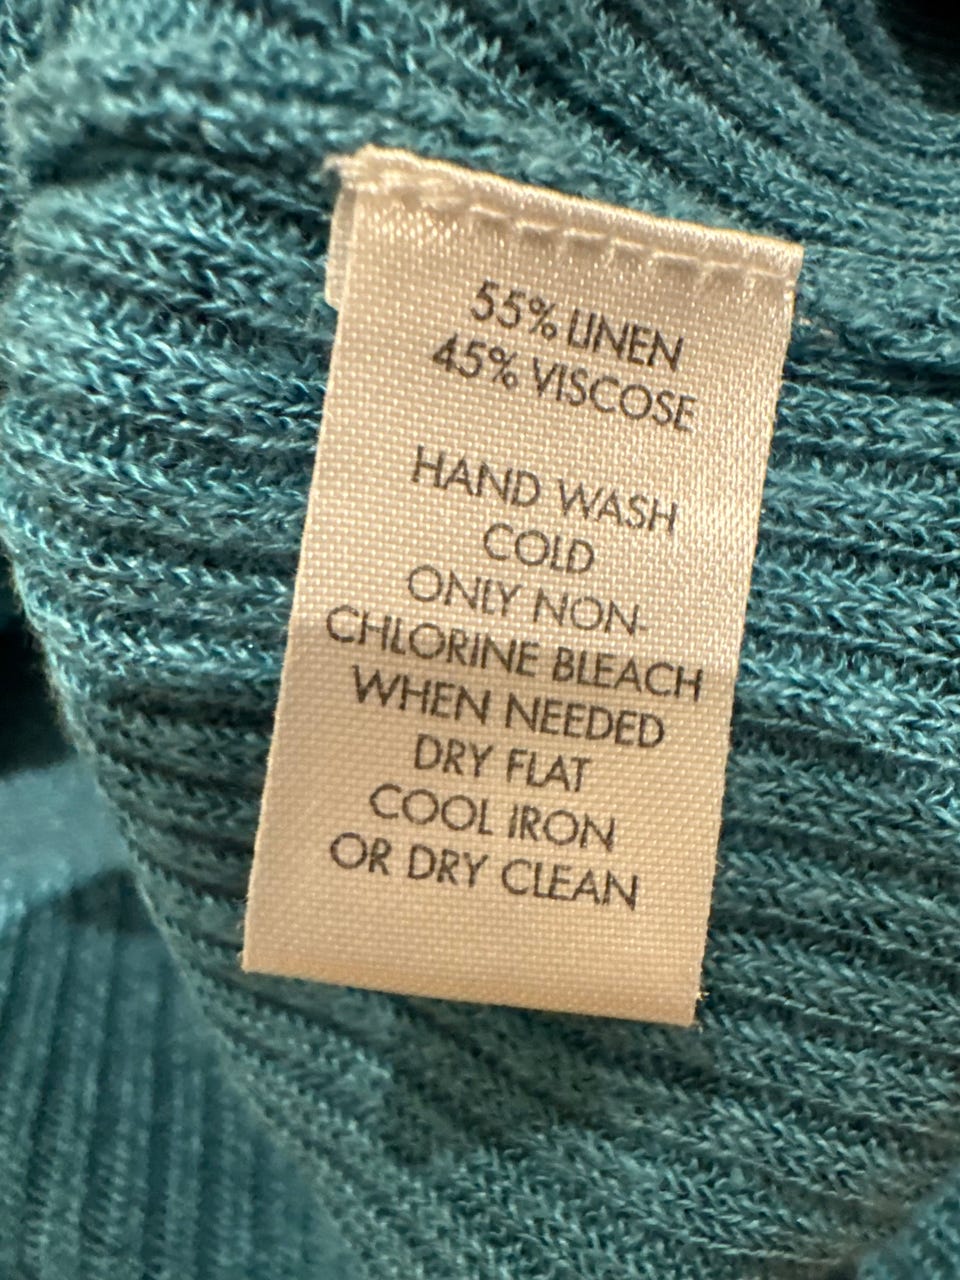 55% LINEN
45% VISCOSE
HAND WASH
COLD
ONLY NON-
CHLORINE BLEACH
WHEN NEEDED
DRY FLAT
COOL IRON
OR DRY CLEAN